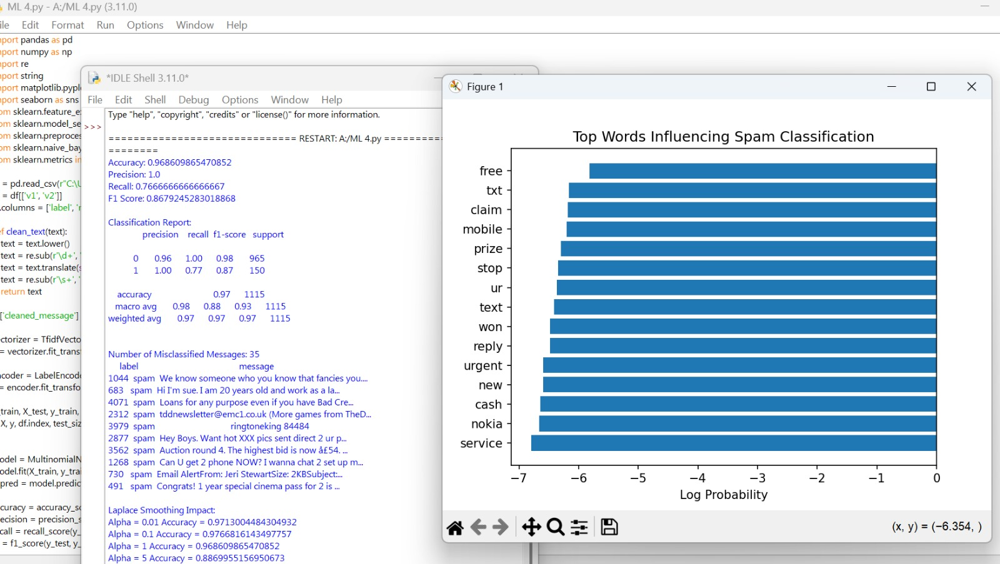 ML 4.py - A:/ML 4.py (3.11.0)
ile Edit Format Run Options Window Help
nport pandas as pd
nport numpy as np
nport re
nport string
nport matplotlib.pypl
nport seaborn as sns
om sklearn.feature_e
om sklearn.model_se
om sklearn.preproces
om sklearn.naive_bay
om sklearn.metrics in
= pd.read_csv(r"C:\U
= df[['v1', 'v2']]
.columns = ['label', 'r
ef clean_text(text):
text = text.lower()
text = re.sub(r'\d+', '
text = text.translate(s
text = re.sub(r'\s+', '
return text
['cleaned_message']
ectorizer = TfidfVecto
= vectorizer.fit_transf
ncoder = LabelEncode
= encoder.fit_transfo
_train, X_test, y_train,
X, y, df.index, test_siz
odel = MultinomialN
odel.fit(X_train, y_trai
pred = model.predic
curacy = accuracy_sc
ecision = precision_s
call = recall_score(y_
= f1_score(y_test, y_
*IDLE Shell 3.11.0*
File Edit Shell Debug Options Window Help
Type "help", "copyright", "credits" or "license()" for more information.
>>>
============================== RESTART: A:/ML 4.py ==========
========
Accuracy: 0.968609865470852
Precision: 1.0
Recall: 0.7666666666666667
F1 Score: 0.8679245283018868
Classification Report:
precision recall f1-score support
0 0.96 1.00 0.98 965
1 1.00 0.77 0.87 150
accuracy 0.97 1115
macro avg 0.98 0.88 0.93 1115
weighted avg 0.97 0.97 0.97 1115
Number of Misclassified Messages: 35
label message
1044 spam We know someone who you know that fancies you....
683 spam Hi I'm sue. I am 20 years old and work as a la...
4071 spam Loans for any purpose even if you have Bad Cre...
2312 spam tddnewsletter@emc1.co.uk (More games from TheD...
3979 spam ringtoneking 84484
2877 spam Hey Boys. Want hot XXX pics sent direct 2 ur p...
3562 spam Auction round 4. The highest bid is now å£54. ...
1268 spam Can U get 2 phone NOW? I wanna chat 2 set up m...
730 spam Email AlertFrom: Jeri StewartSize: 2KBSubject:...
491 spam Congrats! 1 year special cinema pass for 2 is ...
Laplace Smoothing Impact:
Alpha = 0.01 Accuracy = 0.9713004484304932
Alpha = 0.1 Accuracy = 0.9766816143497757
Alpha = 1 Accuracy = 0.968609865470852
Alpha = 5 Accuracy = 0.8869955156950673
Figure 1
Top Words Influencing Spam Classification
free
txt
claim
mobile
prize
stop
ur
text
won
reply
urgent
new
cash
nokia
service
−7 −6 −5 −4 −3 −2 −1 0
Log Probability
(x, y) = (−6.354, )